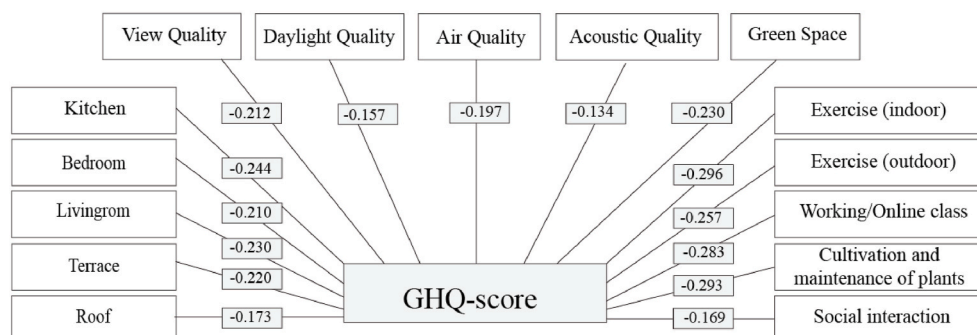 View Quality
Daylight Quality
Air Quality
Acoustic Quality
Green Space
Kitchen
-0.212
-0.157
-0.197
-0.134
-0.230
Exercise (indoor)
Bedroom
-0.244
-0.296
Exercise (outdoor)
Livingrom
-0.210
-0.257
Working/Online class
Terrace
-0.230
-0.283
Cultivation and
maintenance of plants
-0.220
-0.293
GHQ-score
Roof
-0.173
-0.169
Social interaction